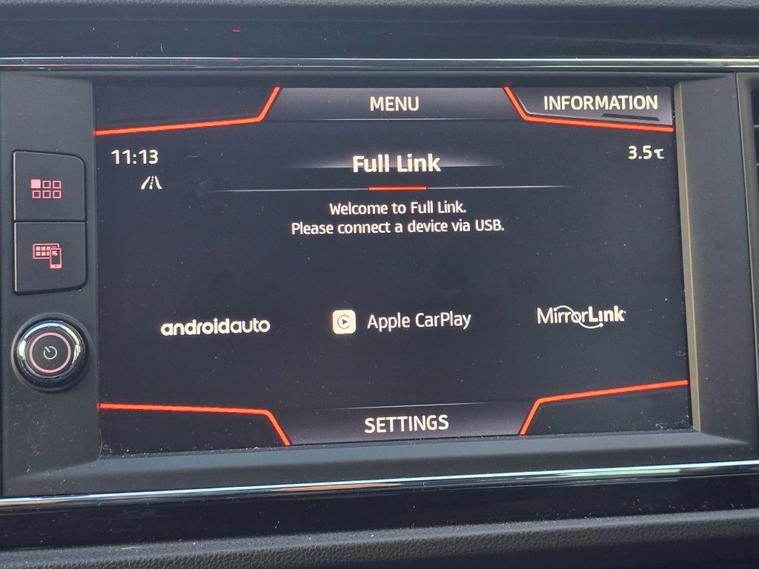 MENU
INFORMATION
11:13
Full Link
3.5℃
Welcome to Full Link.
Please connect a device via USB.
androidauto
Apple CarPlay
MirrorLink
SETTINGS